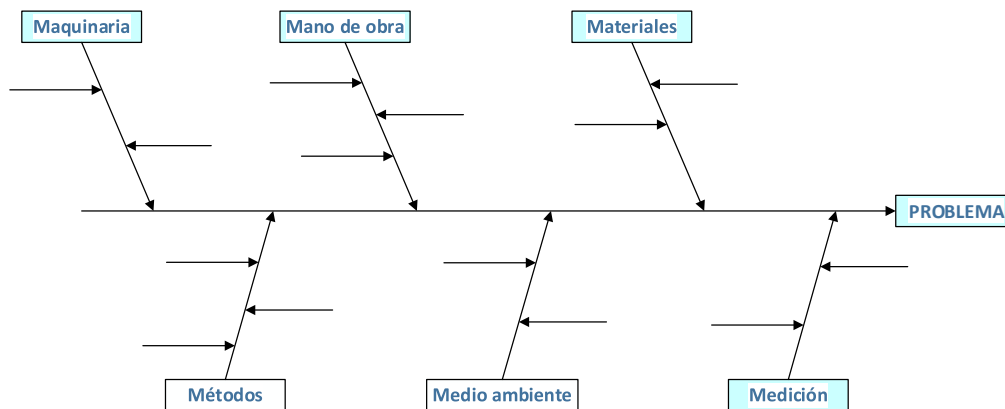 Maquinaria
Mano de obra
Materiales
PROBLEMA
Métodos
Medio ambiente
Medición